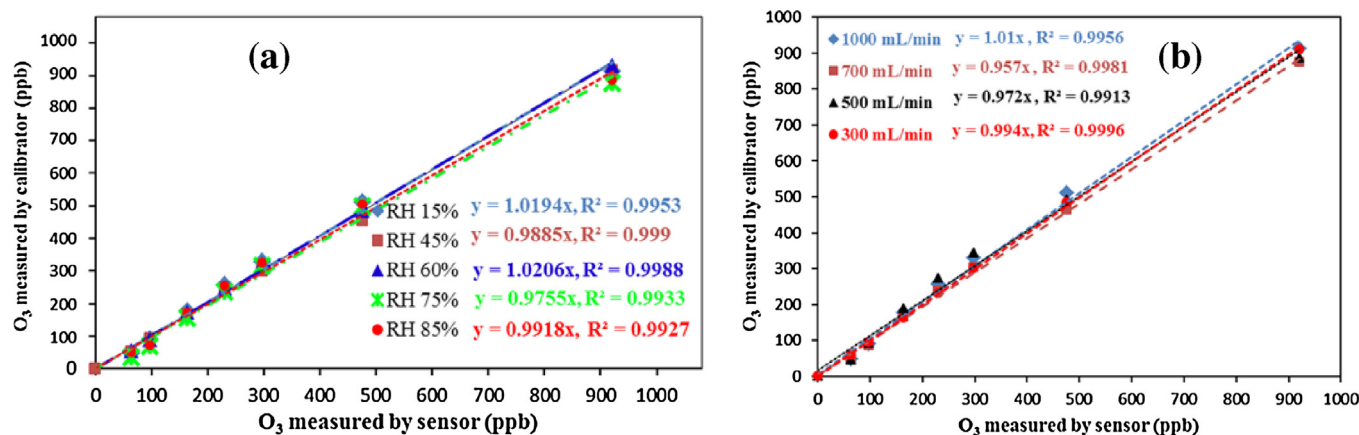 (a)
O3 measured by calibrator (ppb)
1000
900
800
700
600
500
400
300
200
100
0
RH 15% y = 1.0194x, R² = 0.9953
RH 45% y = 0.9885x, R² = 0.999
RH 60% y = 1.0206x, R² = 0.9988
RH 75% y = 0.9755x, R² = 0.9933
RH 85% y = 0.9918x, R² = 0.9927
0 100 200 300 400 500 600 700 800 900 1000
O3 measured by sensor (ppb)
(b)
O3 measured by calibrator (ppb)
1000
900
800
700
600
500
400
300
200
100
0
1000 mL/min y = 1.01x, R² = 0.9956
700 mL/min y = 0.957x, R² = 0.9981
500 mL/min y = 0.972x, R² = 0.9913
300 mL/min y = 0.994x, R² = 0.9996
0 100 200 300 400 500 600 700 800 900 1000
O3 measured by sensor (ppb)